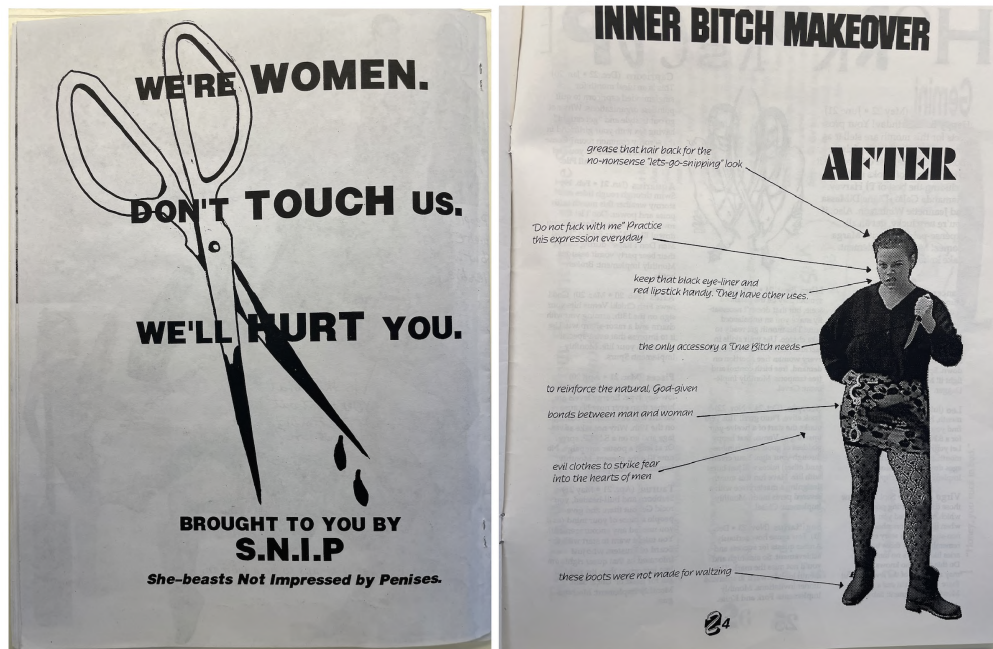 WE'RE WOMEN.
DON'T TOUCH US.
WE'LL HURT YOU.
BROUGHT TO YOU BY
S.N.I.P
She-beasts Not Impressed by Penises.
INNER BITCH MAKEOVER
AFTER
grease that hair back for the
no-nonsense "lets-go-snipping" look
"Do not fuck with me" Practice
this expression everyday
keep that black eye-liner and
red lipstick handy. They have other uses.
the only accessory a True Bitch needs
to reinforce the natural, God-given
bonds between man and woman
evil clothes to strike fear
into the hearts of men
these boots were not made for waltzing
24